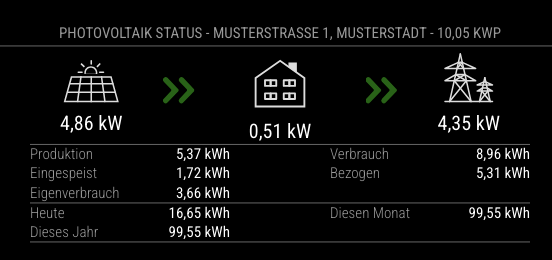 PHOTOVOLTAIK STATUS - MUSTERSTRASSE 1, MUSTERSTADT - 10,05 KWP
4,86 kW 0,51 kW 4,35 kW
Produktion 5,37 kWh Verbrauch 8,96 kWh
Eingespeist 1,72 kWh Bezogen 5,31 kWh
Eigenverbrauch 3,66 kWh
Heute 16,65 kWh Diesen Monat 99,55 kWh
Dieses Jahr 99,55 kWh